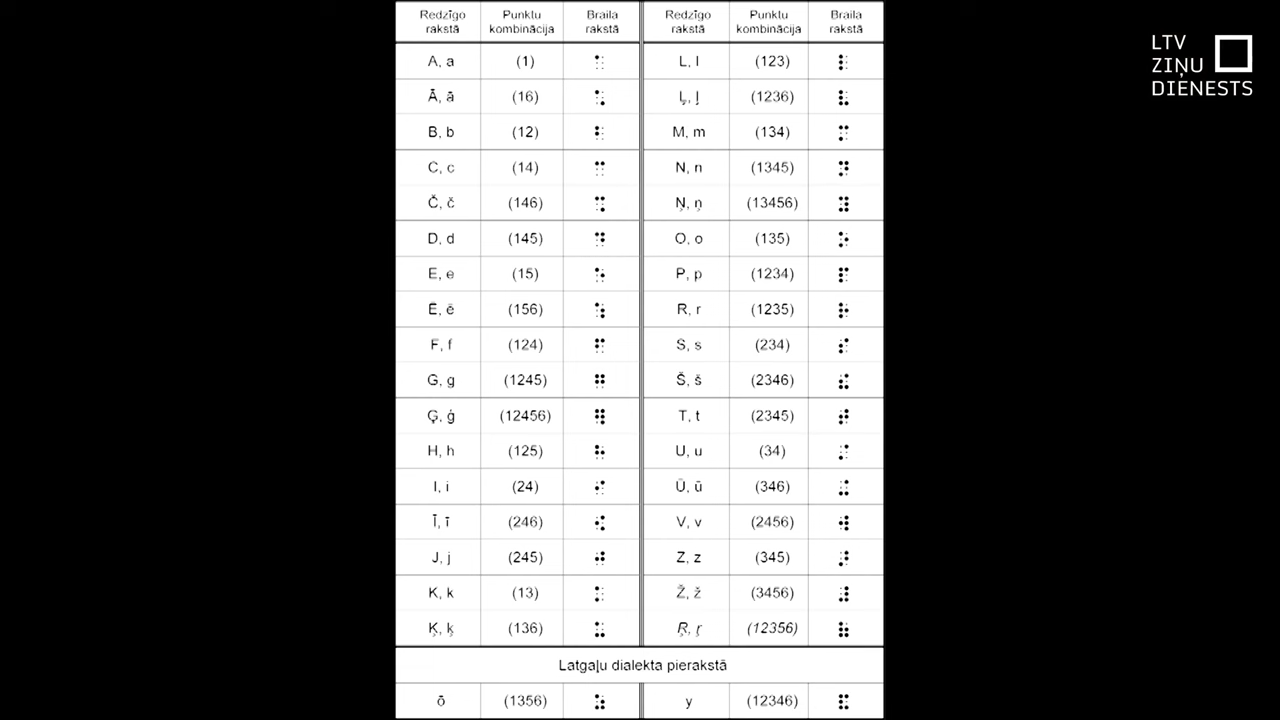 Redzīgo rakstā Punktu kombinācija Braila rakstā Redzīgo rakstā Punktu kombinācija Braila rakstā
A, a (1) ⠁ L, l (123) ⠇
Ā, ā (16) ⠡ Ļ, ļ (1236) ⠧
B, b (12) ⠃ M, m (134) ⠍
C, c (14) ⠉ N, n (1345) ⠝
Č, č (146) ⠩ Ņ, ņ (13456) ⠽
D, d (145) ⠙ O, o (135) ⠕
E, e (15) ⠑ P, p (1234) ⠏
Ē, ē (156) ⠱ R, r (1235) ⠗
F, f (124) ⠋ S, s (234) ⠎
G, g (1245) ⠛ Š, š (2346) ⠮
Ģ, ģ (12456) ⠻ T, t (2345) ⠞
H, h (125) ⠓ U, u (34) ⠌
I, i (24) ⠊ Ū, ū (346) ⠬
Ī, ī (246) ⠪ V, v (2456) ⠺
J, j (245) ⠚ Z, z (345) ⠜
K, k (13) ⠅ Ž, ž (3456) ⠼
Ķ, ķ (136) ⠥ Ŗ, ŗ (12356) ⠷
Latgaļu dialekta pierakstā
ō (1356) ⠵ y (12346) ⠯
LTV
ZIŅU
DIENESTS